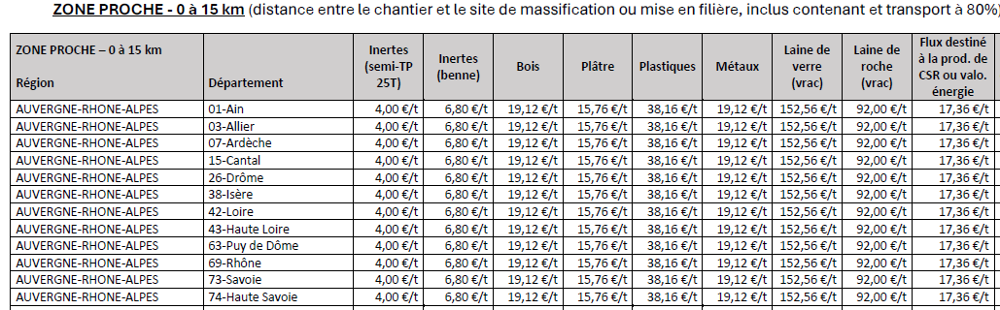 ZONE PROCHE - 0 à 15 km (distance entre le chantier et le site de massification ou mise en filière, inclus contenant et transport à 80%)
ZONE PROCHE – 0 à 15 km
Région
Département
Inertes
(semi-TP
25T)
Inertes
(benne)
Bois
Plâtre
Plastiques
Métaux
Laine de
verre
(vrac)
Laine de
roche
(vrac)
Flux destiné
à la prod. de
CSR ou valo.
énergie
AUVERGNE-RHONE-ALPES 01-Ain 4,00 €/t 6,80 €/t 19,12 €/t 15,76 €/t 38,16 €/t 19,12 €/t 152,56 €/t 92,00 €/t 17,36 €/t
AUVERGNE-RHONE-ALPES 03-Allier 4,00 €/t 6,80 €/t 19,12 €/t 15,76 €/t 38,16 €/t 19,12 €/t 152,56 €/t 92,00 €/t 17,36 €/t
AUVERGNE-RHONE-ALPES 07-Ardèche 4,00 €/t 6,80 €/t 19,12 €/t 15,76 €/t 38,16 €/t 19,12 €/t 152,56 €/t 92,00 €/t 17,36 €/t
AUVERGNE-RHONE-ALPES 15-Cantal 4,00 €/t 6,80 €/t 19,12 €/t 15,76 €/t 38,16 €/t 19,12 €/t 152,56 €/t 92,00 €/t 17,36 €/t
AUVERGNE-RHONE-ALPES 26-Drôme 4,00 €/t 6,80 €/t 19,12 €/t 15,76 €/t 38,16 €/t 19,12 €/t 152,56 €/t 92,00 €/t 17,36 €/t
AUVERGNE-RHONE-ALPES 38-Isère 4,00 €/t 6,80 €/t 19,12 €/t 15,76 €/t 38,16 €/t 19,12 €/t 152,56 €/t 92,00 €/t 17,36 €/t
AUVERGNE-RHONE-ALPES 42-Loire 4,00 €/t 6,80 €/t 19,12 €/t 15,76 €/t 38,16 €/t 19,12 €/t 152,56 €/t 92,00 €/t 17,36 €/t
AUVERGNE-RHONE-ALPES 43-Haute Loire 4,00 €/t 6,80 €/t 19,12 €/t 15,76 €/t 38,16 €/t 19,12 €/t 152,56 €/t 92,00 €/t 17,36 €/t
AUVERGNE-RHONE-ALPES 63-Puy de Dôme 4,00 €/t 6,80 €/t 19,12 €/t 15,76 €/t 38,16 €/t 19,12 €/t 152,56 €/t 92,00 €/t 17,36 €/t
AUVERGNE-RHONE-ALPES 69-Rhône 4,00 €/t 6,80 €/t 19,12 €/t 15,76 €/t 38,16 €/t 19,12 €/t 152,56 €/t 92,00 €/t 17,36 €/t
AUVERGNE-RHONE-ALPES 73-Savoie 4,00 €/t 6,80 €/t 19,12 €/t 15,76 €/t 38,16 €/t 19,12 €/t 152,56 €/t 92,00 €/t 17,36 €/t
AUVERGNE-RHONE-ALPES 74-Haute Savoie 4,00 €/t 6,80 €/t 19,12 €/t 15,76 €/t 38,16 €/t 19,12 €/t 152,56 €/t 92,00 €/t 17,36 €/t